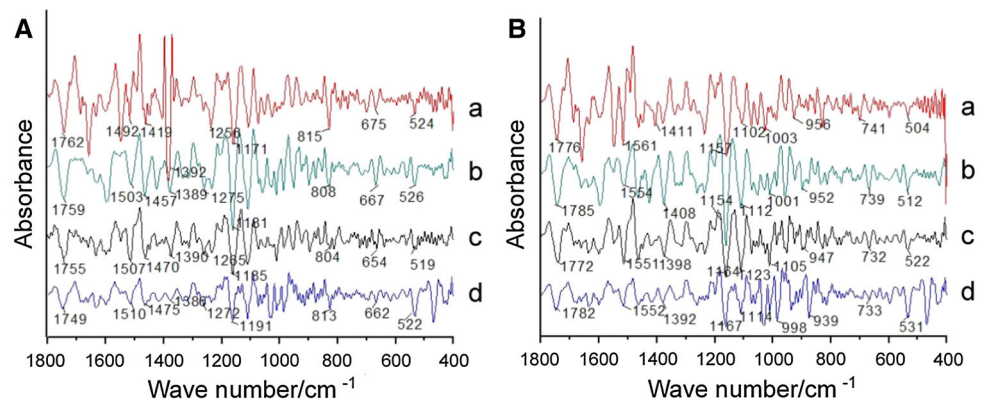 A
Absorbance
1762 1492 1419 1256 1171 815 675 524 a
1759 1503 1457 1392 1389 1275 1181 808 667 526 b
1755 1507 1470 1390 1265 1185 804 654 519 c
1749 1510 1475 1386 1272 1191 813 662 522 d
1800 1600 1400 1200 1000 800 600 400
Wave number/cm -1
B
Absorbance
1776 1561 1411 1157 1102 1003 956 741 504 a
1785 1554 1408 1154 1112 1001 952 739 512 b
1772 1551 1398 1164 1123 1105 947 732 522 c
1782 1552 1392 1167 1114 998 939 733 531 d
1800 1600 1400 1200 1000 800 600 400
Wave number/cm -1